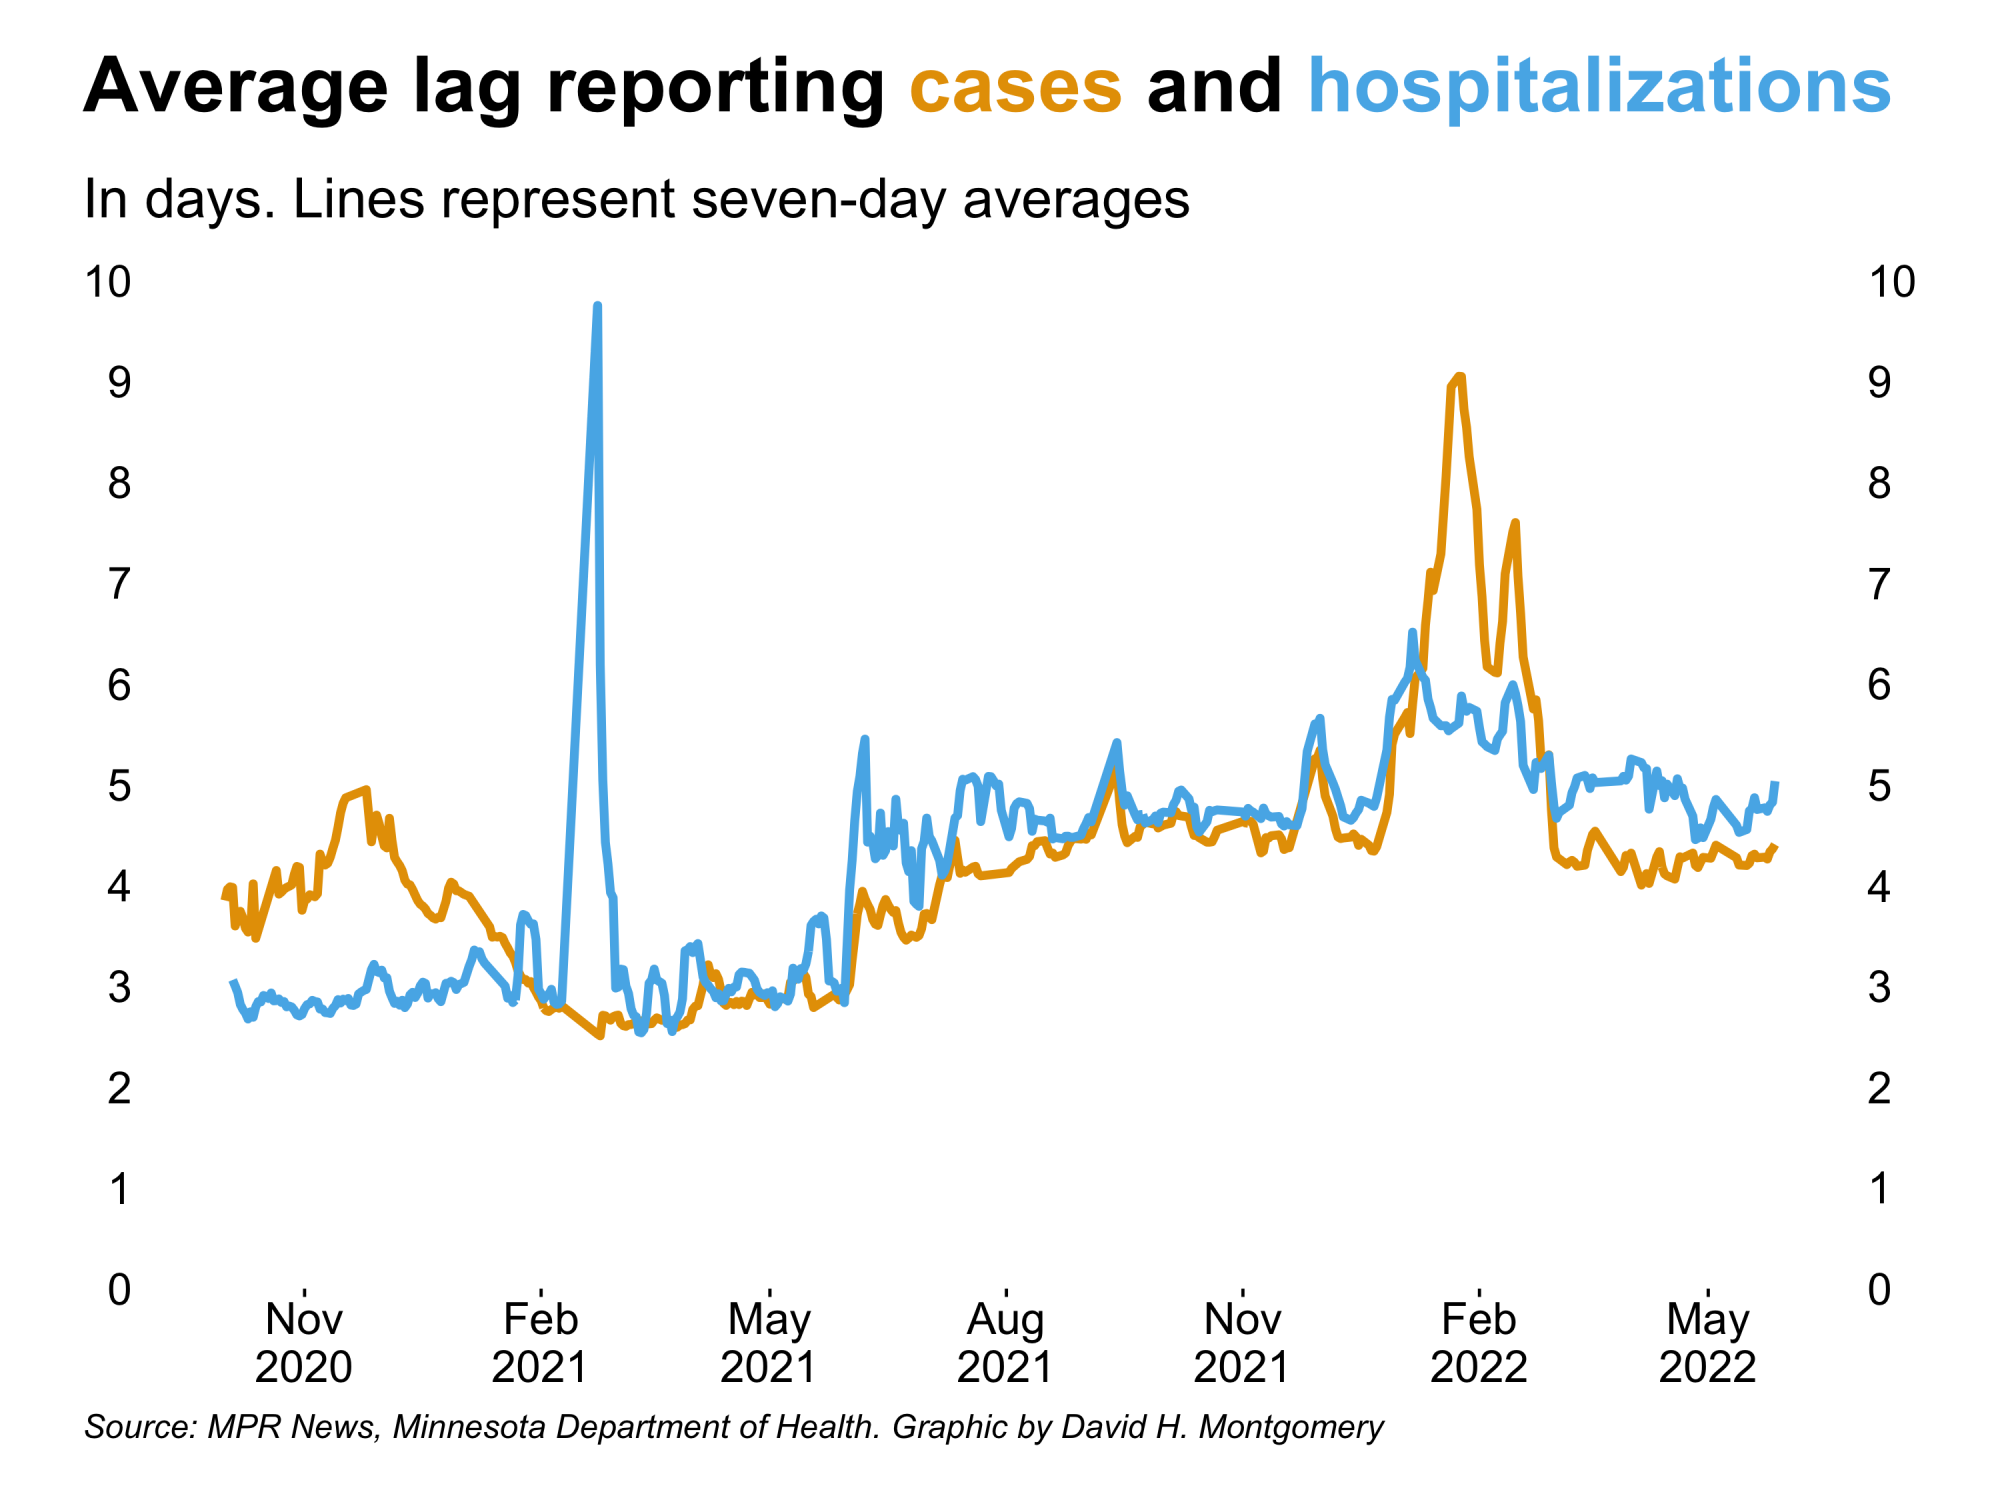 Average lag reporting cases and hospitalizations
In days. Lines represent seven-day averages
10 10
9 9
8 8
7 7
6 6
5 5
4 4
3 3
2 2
1 1
0 0
Nov Feb May Aug Nov Feb May
2020 2021 2021 2021 2021 2022 2022
Source: MPR News, Minnesota Department of Health. Graphic by David H. Montgomery